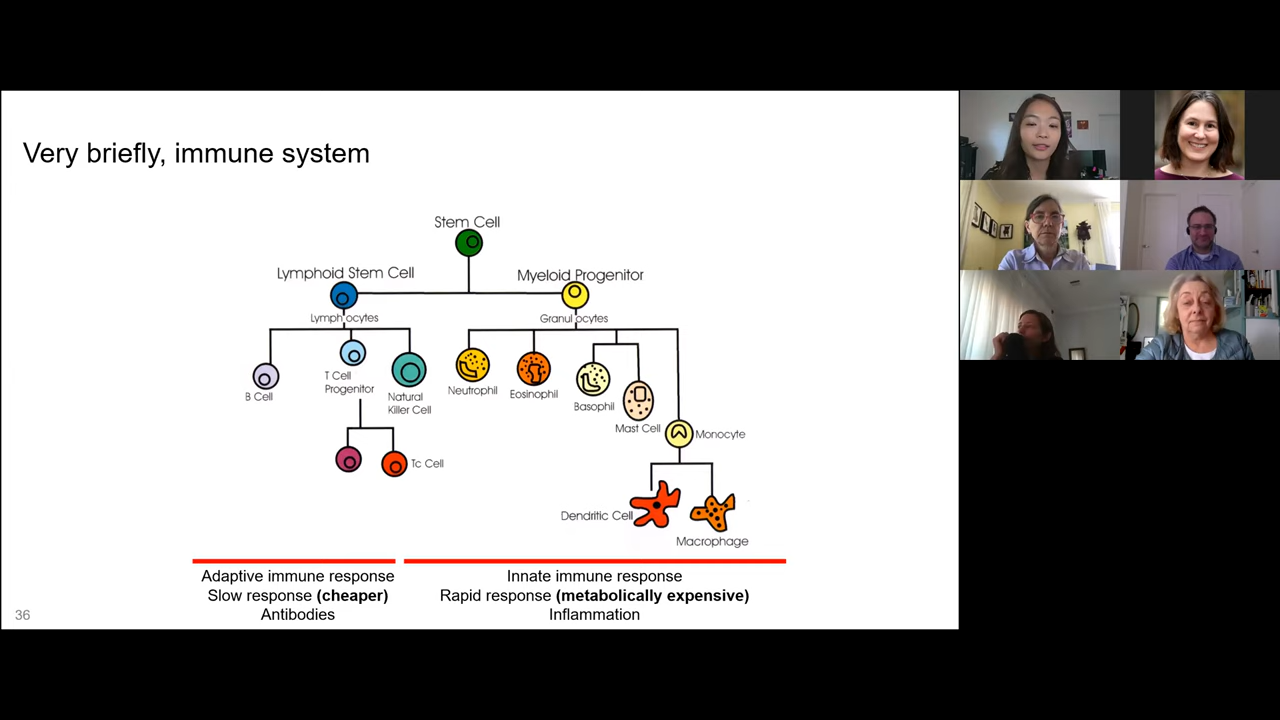 Very briefly, immune system
Stem Cell
Lymphoid Stem Cell
Myeloid Progenitor
Lymphocytes
Granulocytes
B Cell
T Cell
Progenitor
Natural
Killer Cell
Neutrophil
Eosinophil
Basophil
Mast Cell
Monocyte
Tc Cell
Dendritic Cell
Macrophage
Adaptive immune response
Slow response (cheaper)
Antibodies
Innate immune response
Rapid response (metabolically expensive)
Inflammation
36